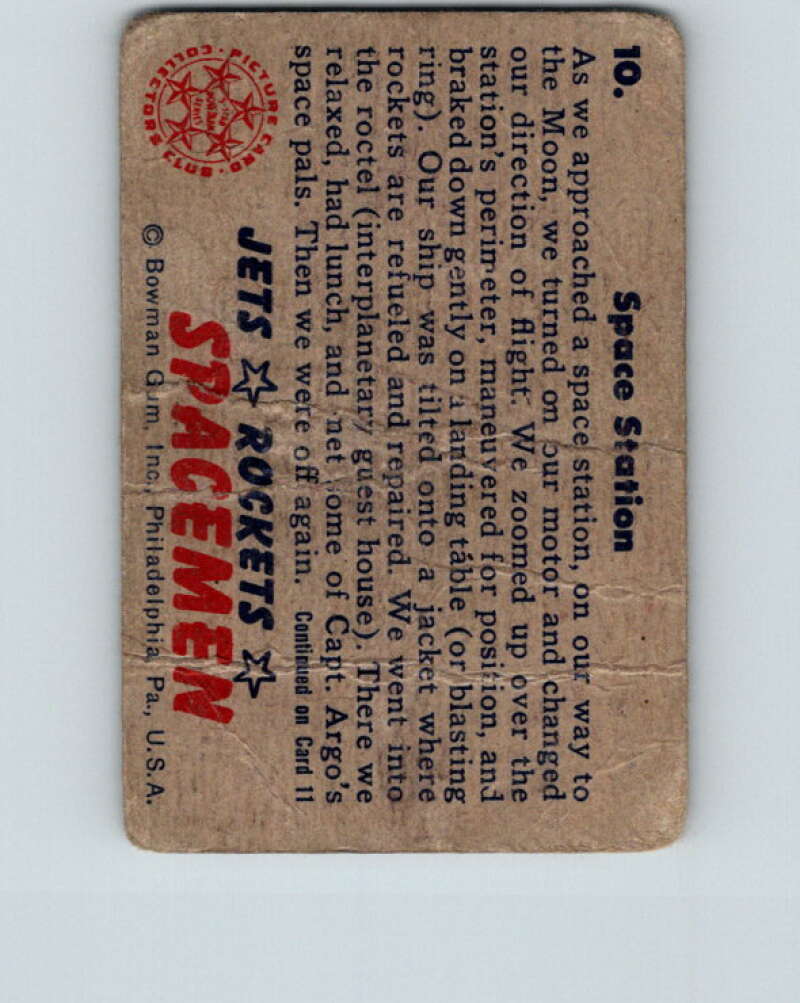 10. Space Station
As we approached a space station, on our way to
the Moon, we turned on our motor and changed
our direction of flight. We zoomed up over the
station's perimeter, maneuvered for position, and
braked down gently on a landing table (or blasting
ring). Our ship was tilted onto a jacket where
rockets are refueled and repaired. We went into
the roctel (interplanetary guest house). There we
relaxed, had lunch, and met some of Capt. Argo's
space pals. Then we were off again. Continued on Card 11
PICTURE CARD COLLECTORS CLUB
JETS ☆ ROCKETS ☆
SPACEMEN
© Bowman Gum, Inc., Philadelphia, Pa., U.S.A.